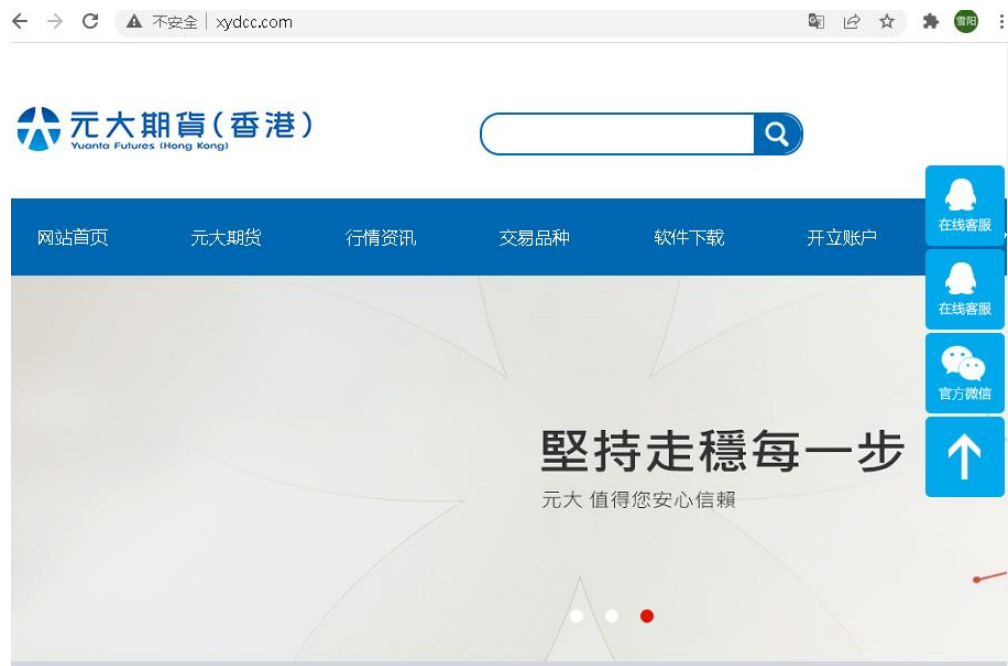 不安全 xydcc.com
雪阳
元大期貨(香港)
Yuanta Futures (Hong Kong)
网站首页 元大期货 行情资讯 交易品种 软件下载 开立账户
在线客服
在线客服
官方微信
堅持走穩每一步
元大 值得您安心信賴